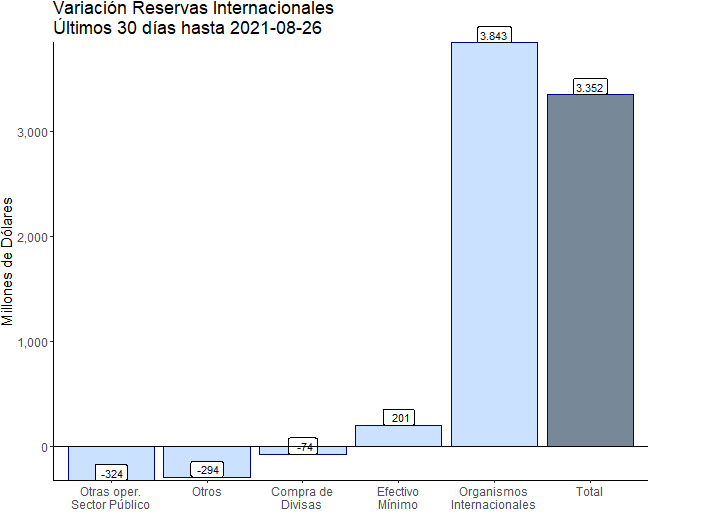 Variación Reservas Internacionales
Últimos 30 días hasta 2021-08-26
Millones de Dólares
3,000
2,000
1,000
0
-324
-294
-74
201
3.843
3.352
Otras oper.
Sector Público
Otros
Compra de
Divisas
Efectivo
Mínimo
Organismos
Internacionales
Total